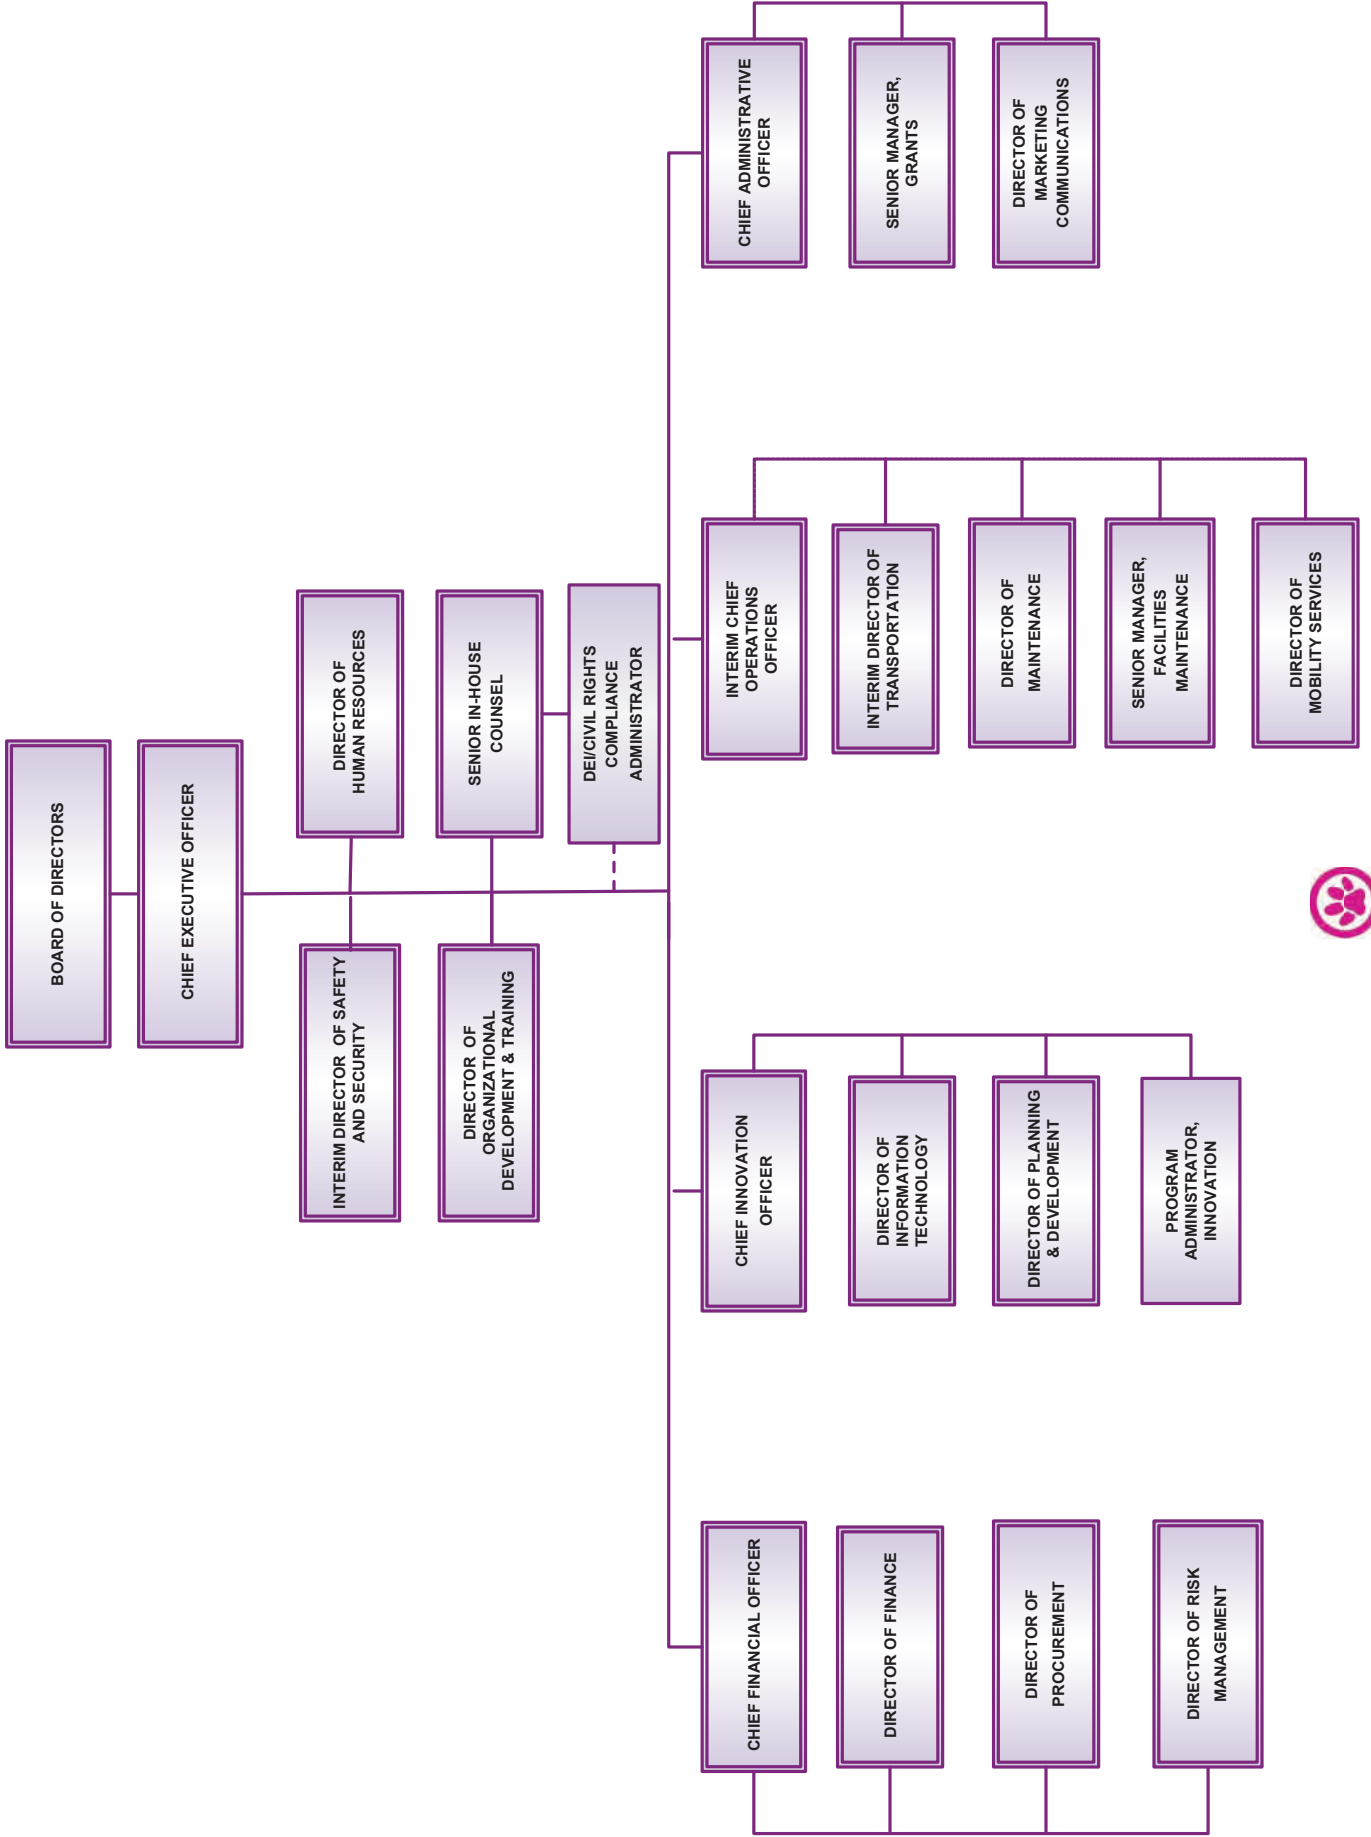 BOARD OF DIRECTORS
CHIEF EXECUTIVE OFFICER
INTERIM DIRECTOR OF SAFETY
AND SECURITY
DIRECTOR OF
HUMAN RESOURCES
DIRECTOR OF
ORGANIZATIONAL
DEVELOPMENT & TRAINING
SENIOR IN-HOUSE
COUNSEL
DEI/CIVIL RIGHTS
COMPLIANCE
ADMINISTRATOR
CHIEF FINANCIAL OFFICER
DIRECTOR OF FINANCE
DIRECTOR OF
PROCUREMENT
DIRECTOR OF RISK
MANAGEMENT
CHIEF INNOVATION
OFFICER
DIRECTOR OF
INFORMATION
TECHNOLOGY
DIRECTOR OF PLANNING
& DEVELOPMENT
PROGRAM
ADMINISTRATOR,
INNOVATION
INTERIM CHIEF
OPERATIONS
OFFICER
INTERIM DIRECTOR OF
TRANSPORTATION
DIRECTOR OF
MAINTENANCE
SENIOR MANAGER,
FACILITIES
MAINTENANCE
DIRECTOR OF
MOBILITY SERVICES
CHIEF ADMINISTRATIVE
OFFICER
SENIOR MANAGER,
GRANTS
DIRECTOR OF
MARKETING
COMMUNICATIONS